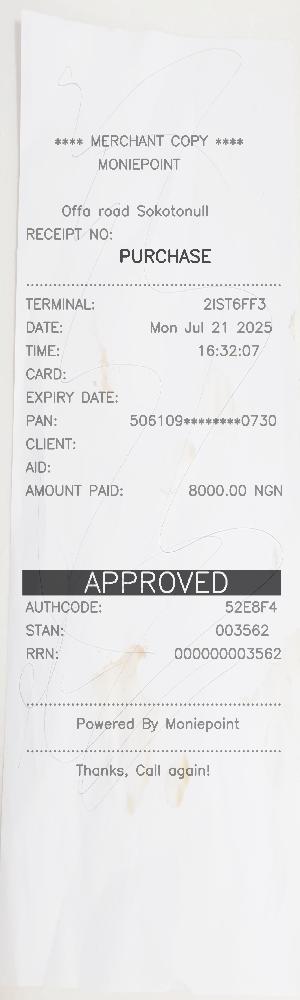 **** MERCHANT COPY ****
MONIEPOINT
Offa road Sokotonull
RECEIPT NO:
PURCHASE
TERMINAL: 2IST6FF3
DATE: Mon Jul 21 2025
TIME: 16:32:07
CARD:
EXPIRY DATE:
PAN: 506109********0730
CLIENT:
AID:
AMOUNT PAID: 8000.00 NGN
APPROVED
AUTHCODE: 52E8F4
STAN: 003562
RRN: 000000003562
Powered By Moniepoint
Thanks, Call again!